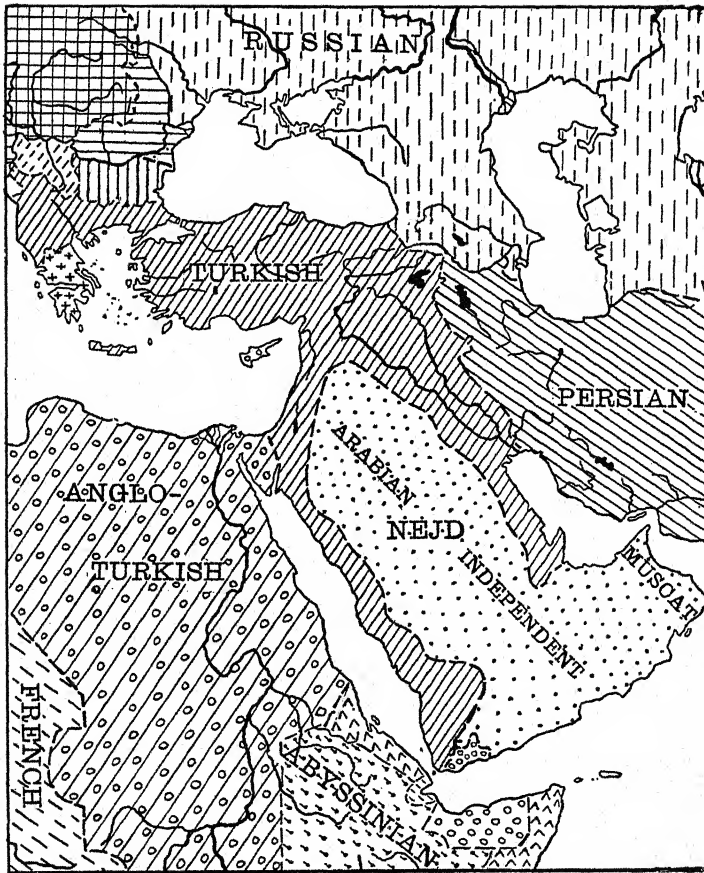 RUSSIAN
TURKISH
PERSIAN
ARABIAN
NEJD
INDEPENDENT
MUSCAT
ANGLO-
TURKISH
FRENCH
ABYSSINIAN